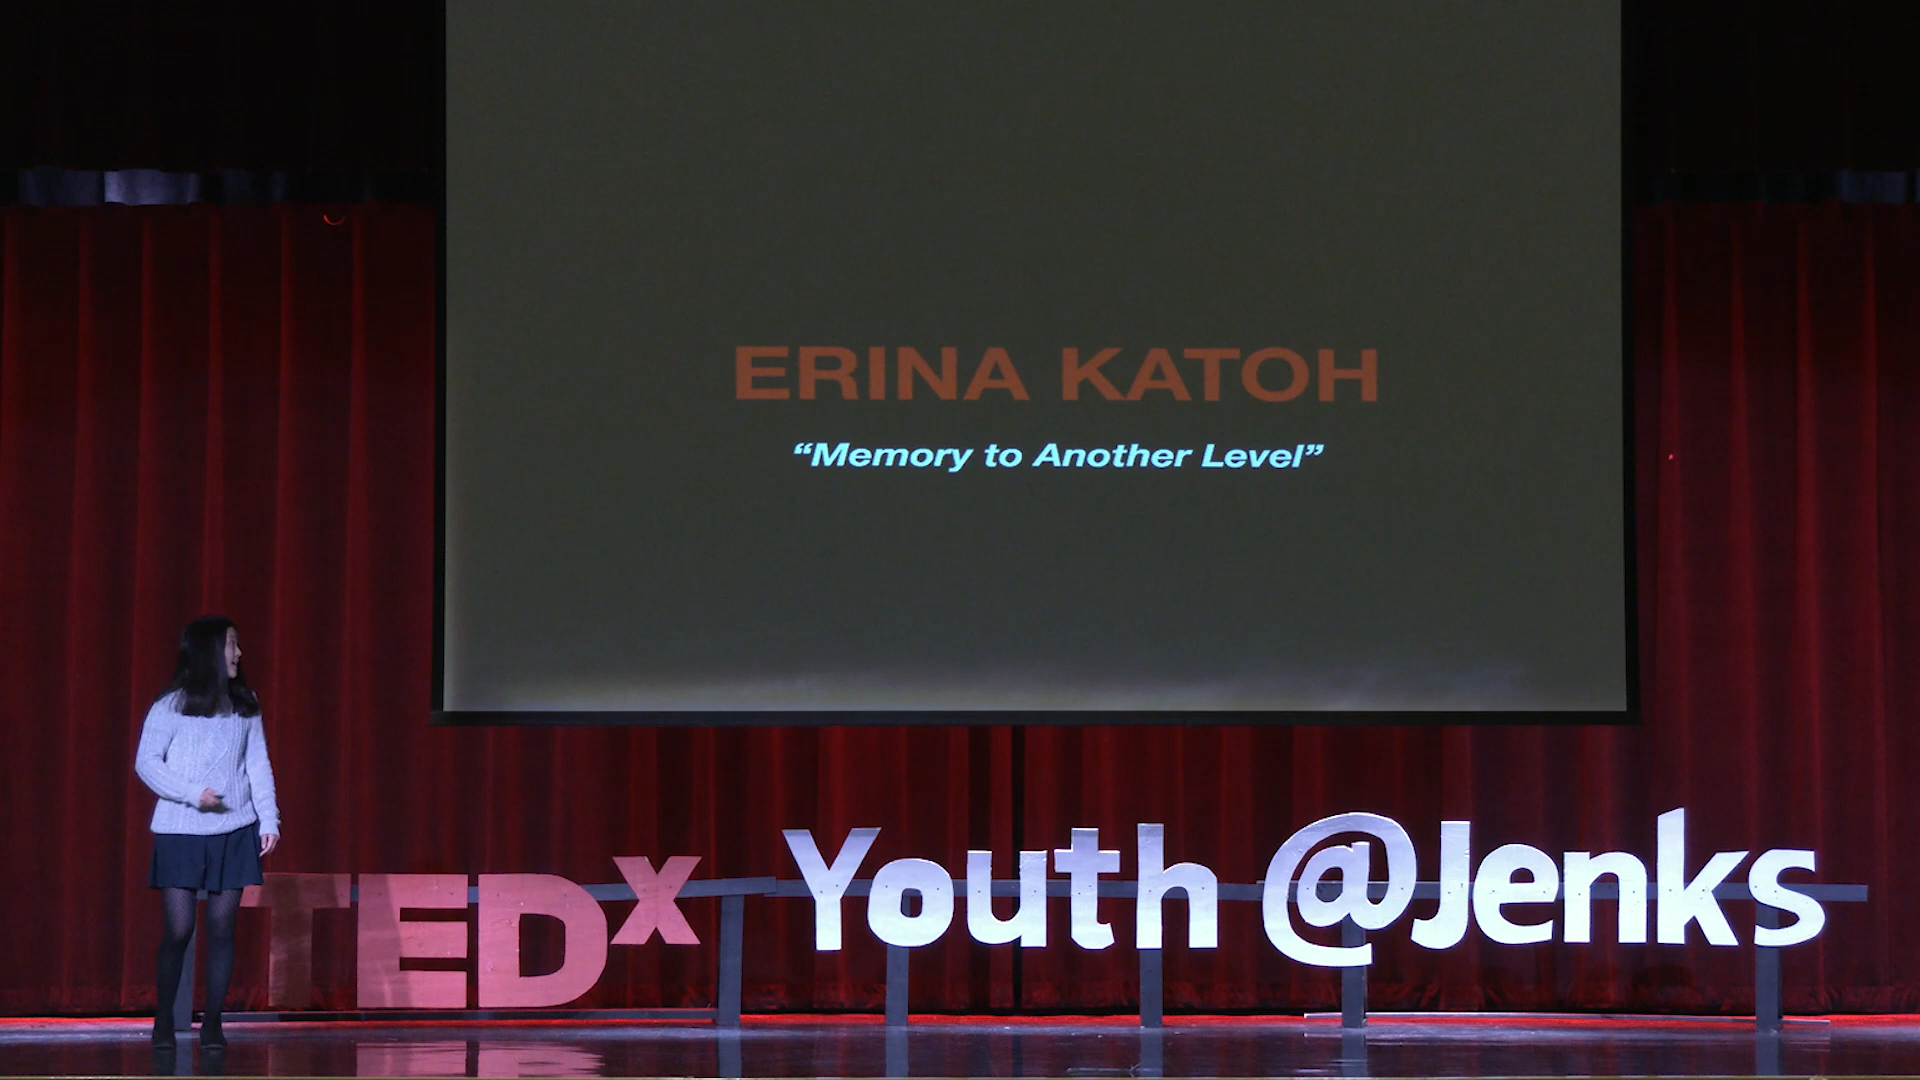 ERINA KATOH
“Memory to Another Level”
TEDx Youth @Jenks